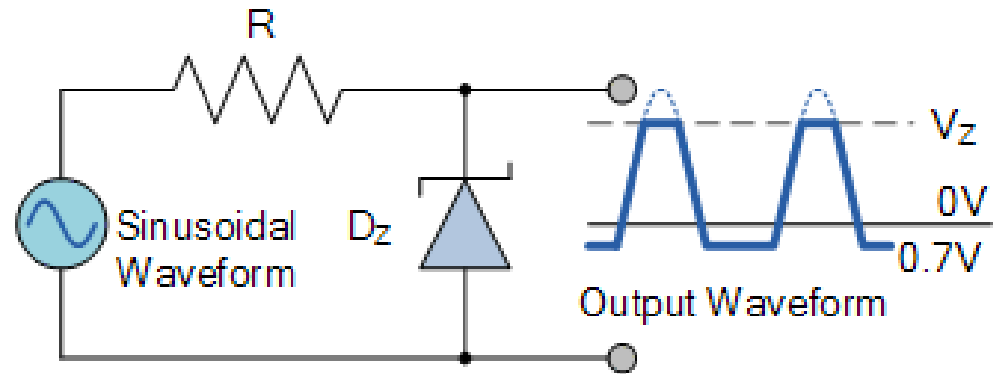 R
Sinusoidal
Waveform
DZ
VZ
0V
0.7V
Output Waveform